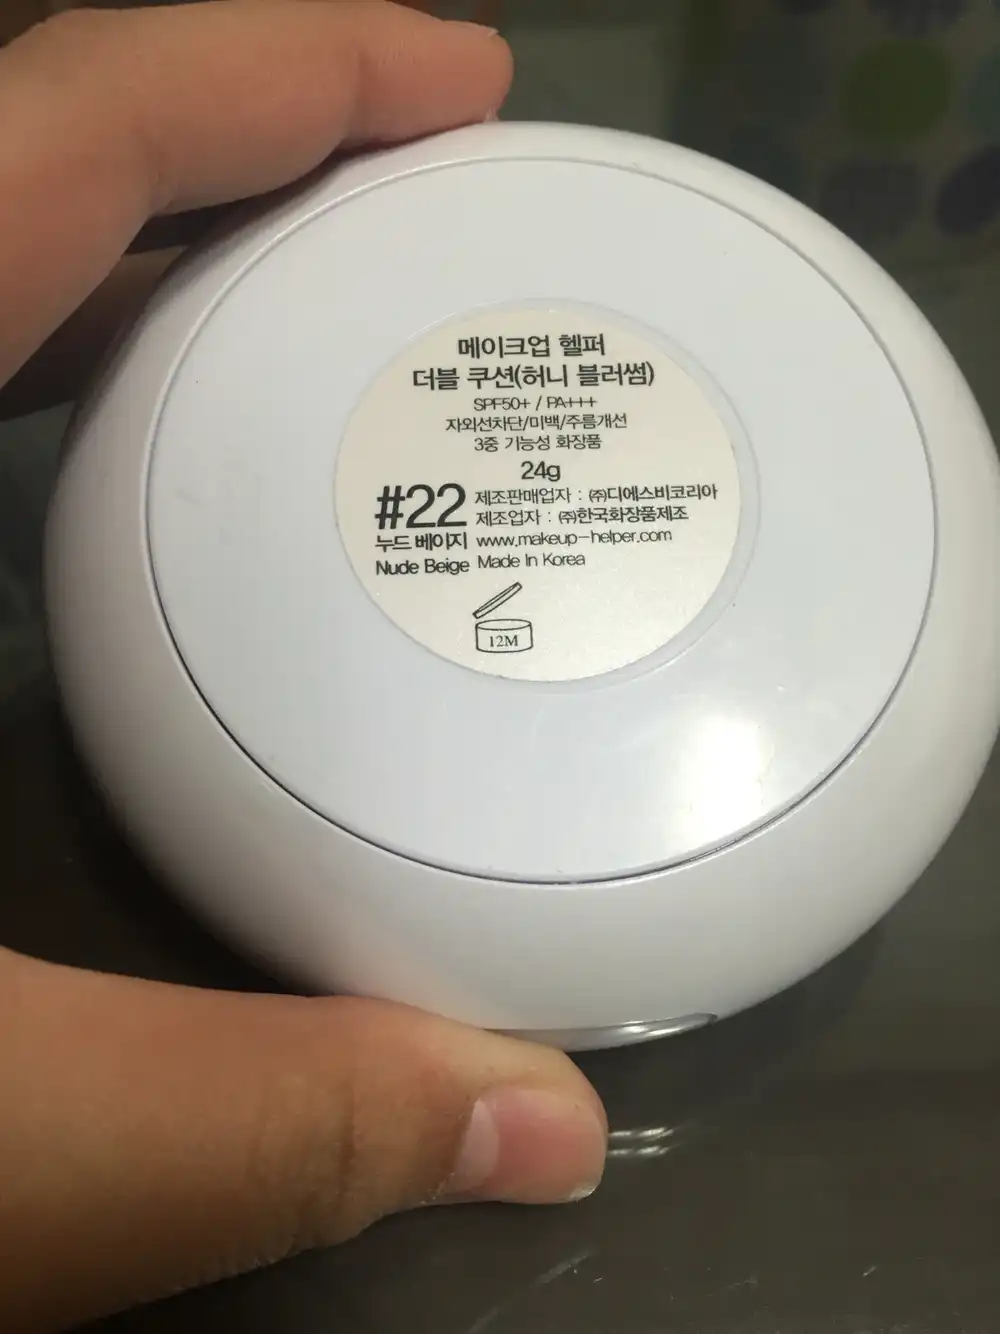 메이크업 헬퍼
더블 쿠션(허니 블러썸)
SPF50+ / PA+++
자외선차단/미백/주름개선
3중 기능성 화장품
24g
#22
누드 베이지
Nude Beige
제조판매업자 : ㈜디에스비코리아
제조업자 : ㈜한국화장품제조
www.makeup-helper.com
Made In Korea
12M